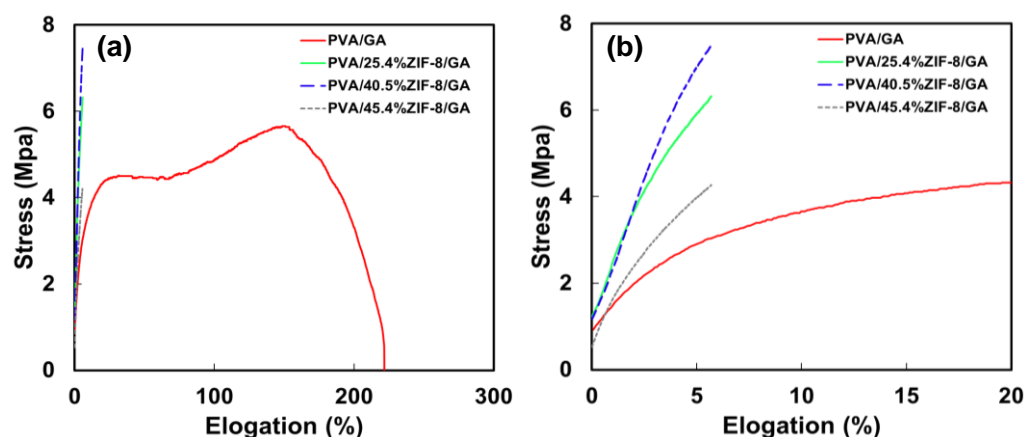 (a)
PVA/GA
PVA/25.4%ZIF-8/GA
PVA/40.5%ZIF-8/GA
PVA/45.4%ZIF-8/GA
8
6
4
2
0
0
100
200
300
Stress (Mpa)
Elogation (%)
(b)
PVA/GA
PVA/25.4%ZIF-8/GA
PVA/40.5%ZIF-8/GA
PVA/45.4%ZIF-8/GA
8
6
4
2
0
0
5
10
15
20
Stress (Mpa)
Elogation (%)